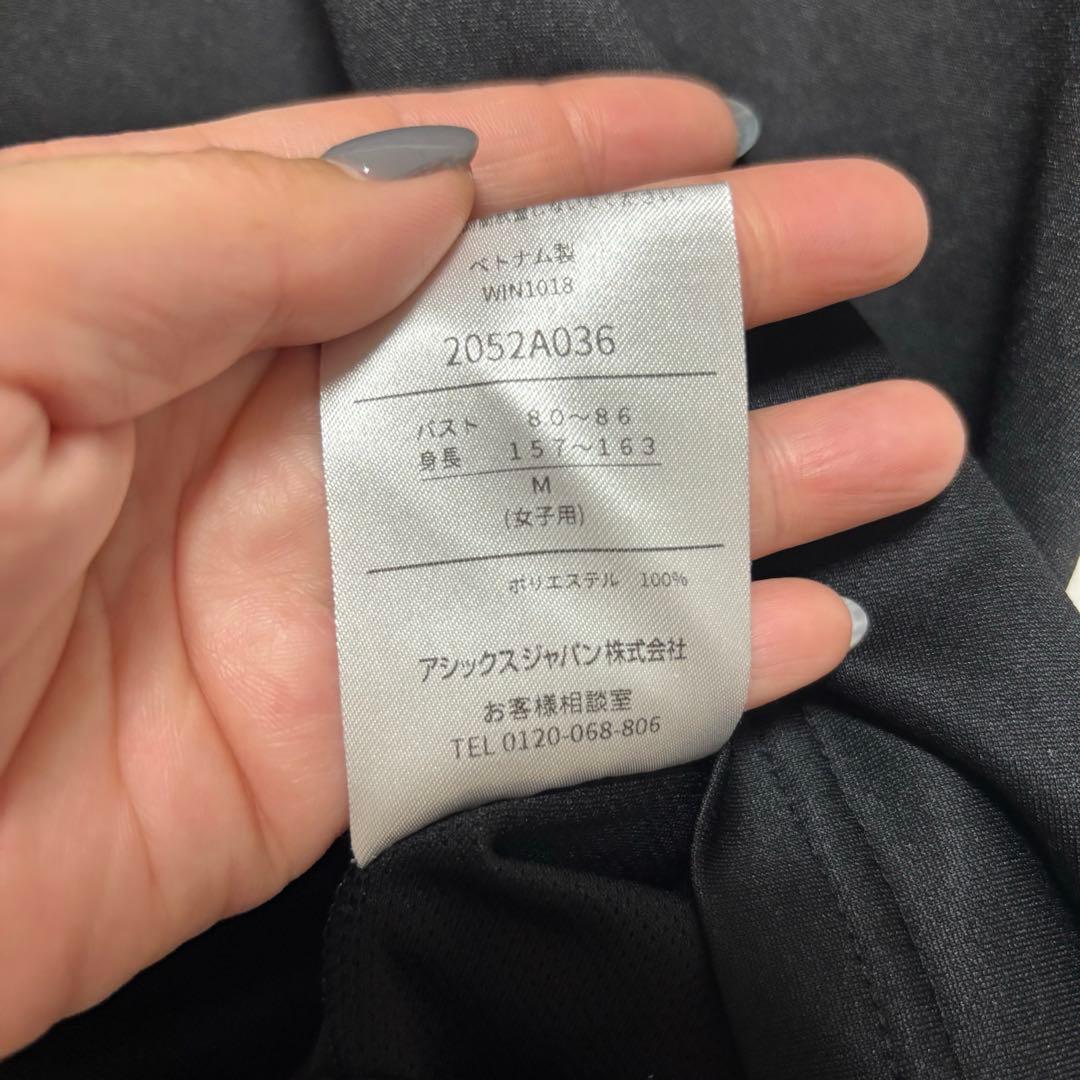 ベトナム製
WIN1018
2052A036
バスト 80～86
身長 157～163
M
(女子用)
ポリエステル 100%
アシックスジャパン株式会社
お客様相談室
TEL 0120-068-806